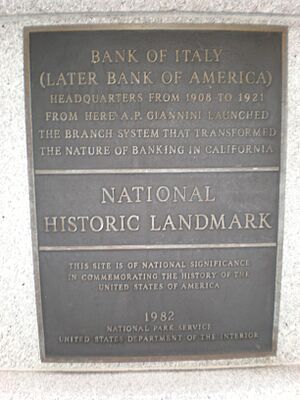 BANK OF ITALY
(LATER BANK OF AMERICA)
HEADQUARTERS FROM 1908 TO 1921
FROM HERE A.P. GIANNINI LAUNCHED
THE BRANCH SYSTEM THAT TRANSFORMED
THE NATURE OF BANKING IN CALIFORNIA
NATIONAL
HISTORIC LANDMARK
THIS SITE IS OF NATIONAL SIGNIFICANCE
IN COMMEMORATING THE HISTORY OF THE
UNITED STATES OF AMERICA
1982
NATIONAL PARK SERVICE
UNITED STATES DEPARTMENT OF THE INTERIOR